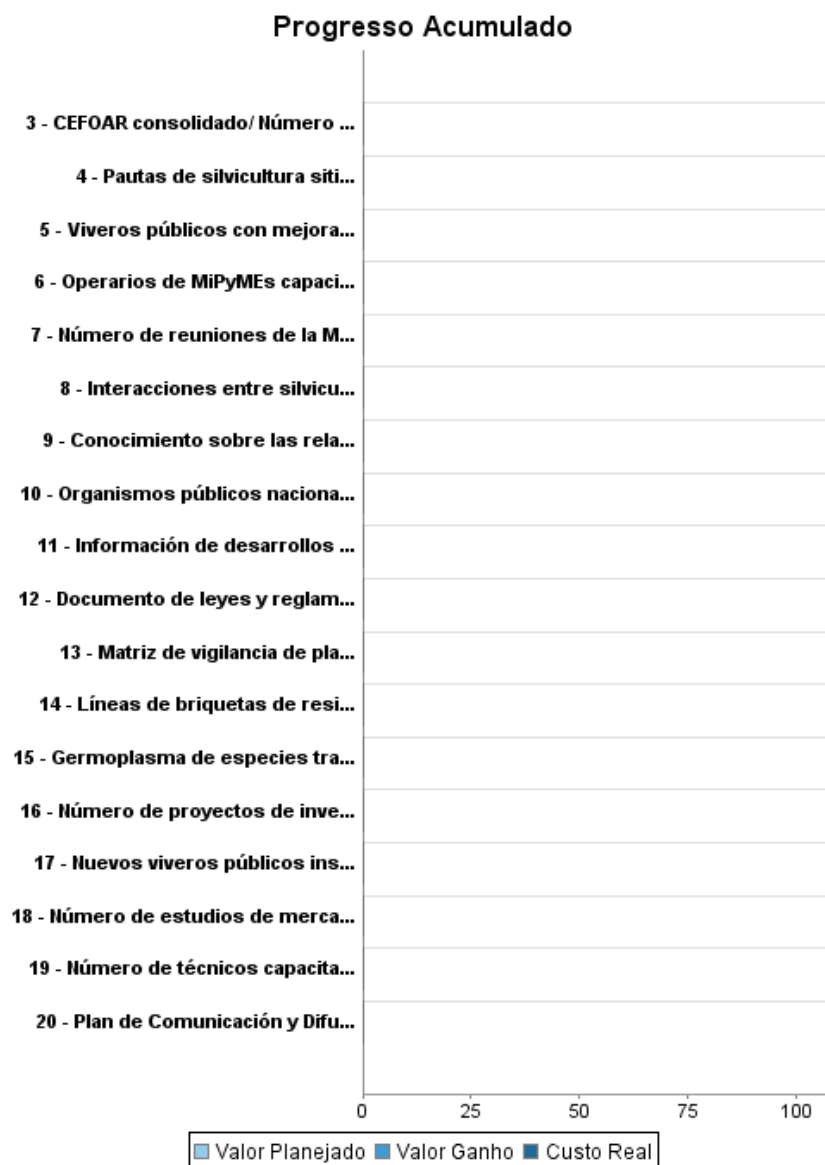 Progresso Acumulado
3 - CEFOAR consolidado/ Número ...
4 - Pautas de silvicultura siti...
5 - Viveros públicos con mejora...
6 - Operarios de MiPyMEs capaci...
7 - Número de reuniones de la M...
8 - Interacciones entre silvicu...
9 - Conocimiento sobre las rela...
10 - Organismos públicos naciona...
11 - Información de desarrollos ...
12 - Documento de leyes y reglam...
13 - Matriz de vigilancia de pla...
14 - Líneas de briquetas de resi...
15 - Germoplasma de especies tra...
16 - Número de proyectos de inve...
17 - Nuevos viveros públicos ins...
18 - Número de estudios de merca...
19 - Número de técnicos capacita...
20 - Plan de Comunicación y Difu...
0 25 50 75 100
Valor Planejado Valor Ganho Custo Real